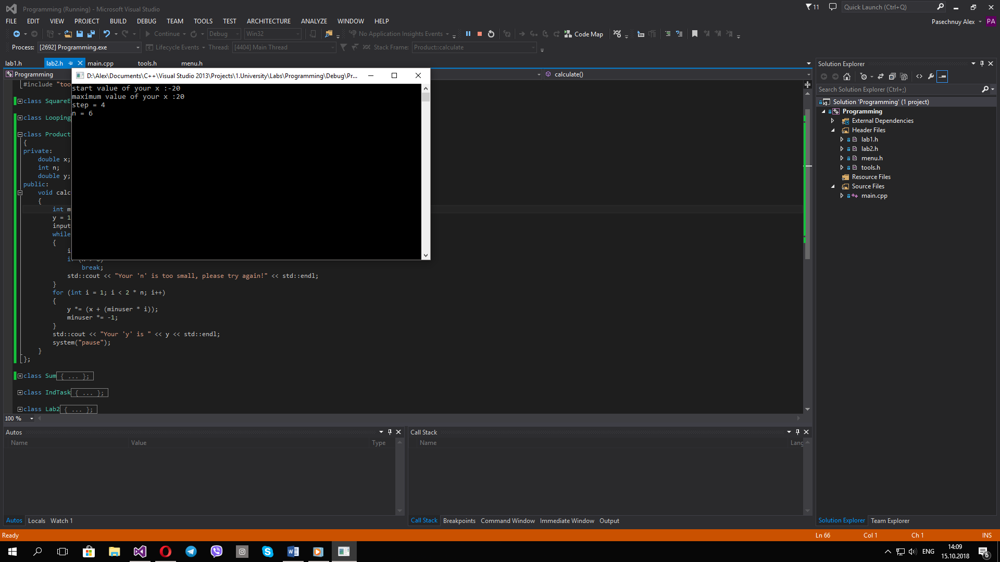 Programming (Running) - Microsoft Visual Studio
11
Quick Launch (Ctrl+Q)
FILE EDIT VIEW PROJECT BUILD DEBUG TEAM TOOLS TEST ARCHITECTURE ANALYZE WINDOW HELP
Pasechnuy Alex PA
Continue Debug Win32 No Application Insights Events Code Map
Process: [2692] Programming.exe Lifecycle Events Thread: [4404] Main Thread Stack Frame: Product::calculate
lab1.h lab2.h main.cpp tools.h menu.h
Programming calculate()
D:\Alex\Documents\C++\Visual Studio 2013\Projects\1.University\Labs\Programming\Debug\Pr...
start value of your x :-20
maximum value of your x :20
step = 4
n = 6
#include "too
class SquareE
class Looping
class Product
{
private:
double x;
int n;
double y;
public:
void calc
{
int m
y = 1
input
while
{
i
break;
std::cout << "Your 'n' is too small, please try again!" << std::endl;
}
for (int i = 1; i < 2 * n; i++)
{
y *= (x + (minuser * i));
minuser *= -1;
}
std::cout << "Your 'y' is " << y << std::endl;
system("pause");
}
};
class Sum{ ... };
class IndTask{ ... };
class Lab2{ ... };
100 %
Solution Explorer
Search Solution Explorer (Ctrl+;)
Solution 'Programming' (1 project)
Programming
External Dependencies
Header Files
lab1.h
lab2.h
menu.h
tools.h
Resource Files
Source Files
main.cpp
Autos
Name Value Type
Call Stack
Name Lang
Autos Locals Watch 1
Call Stack Breakpoints Command Window Immediate Window Output
Solution Explorer Team Explorer
Ready Ln 66 Col 1 Ch 1 INS
ENG
14:09
15.10.2018
6